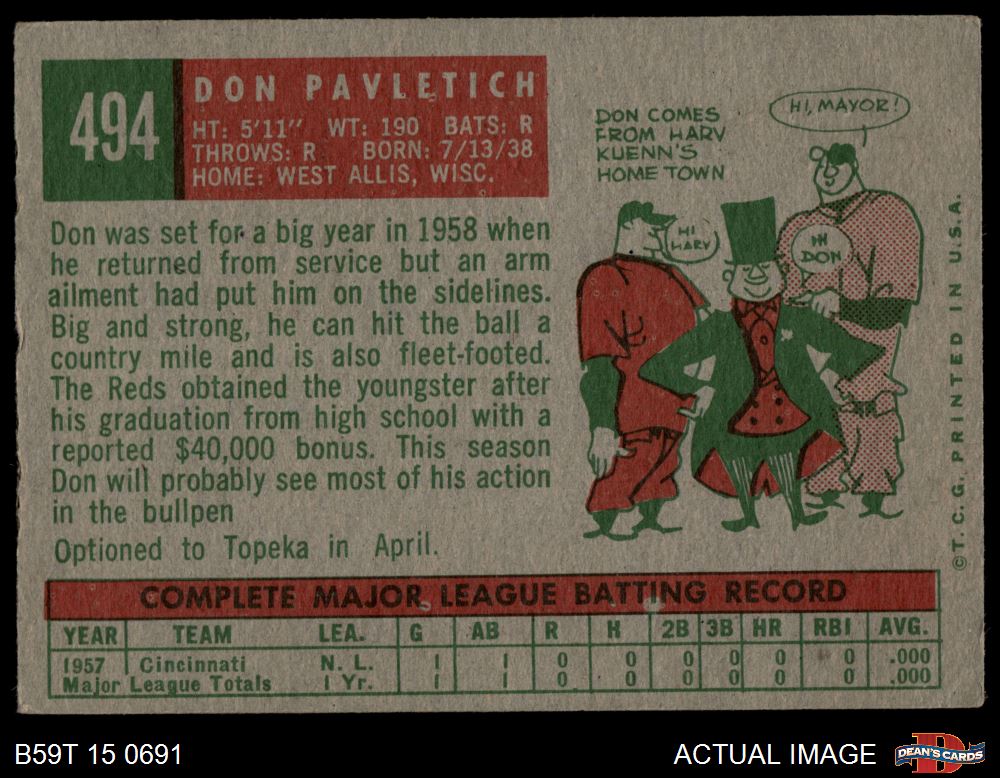 494
DON PAVLETICH
HT: 5'11" WT: 190 BATS: R
THROWS: R BORN: 7/13/38
HOME: WEST ALLIS, WISC.
Don was set for a big year in 1958 when
he returned from service but an arm
ailment had put him on the sidelines.
Big and strong, he can hit the ball a
country mile and is also fleet-footed.
The Reds obtained the youngster after
his graduation from high school with a
reported $40,000 bonus. This season
Don will probably see most of his action
in the bullpen
Optioned to Topeka in April.
DON COMES
FROM HARV
KUENN'S
HOME TOWN
HI, MAYOR!
HI
HARV
HI
DON
©T. C. G. PRINTED IN U.S.A.
COMPLETE MAJOR LEAGUE BATTING RECORD
YEAR TEAM LEA. G AB R H 2B 3B HR RBI AVG.
1957 Cincinnati N. L. 1 1 0 0 0 0 0 0 .000
Major League Totals 1 Yr. 1 1 0 0 0 0 0 0 .000
B59T 15 0691
ACTUAL IMAGE
DEAN'S CARDS